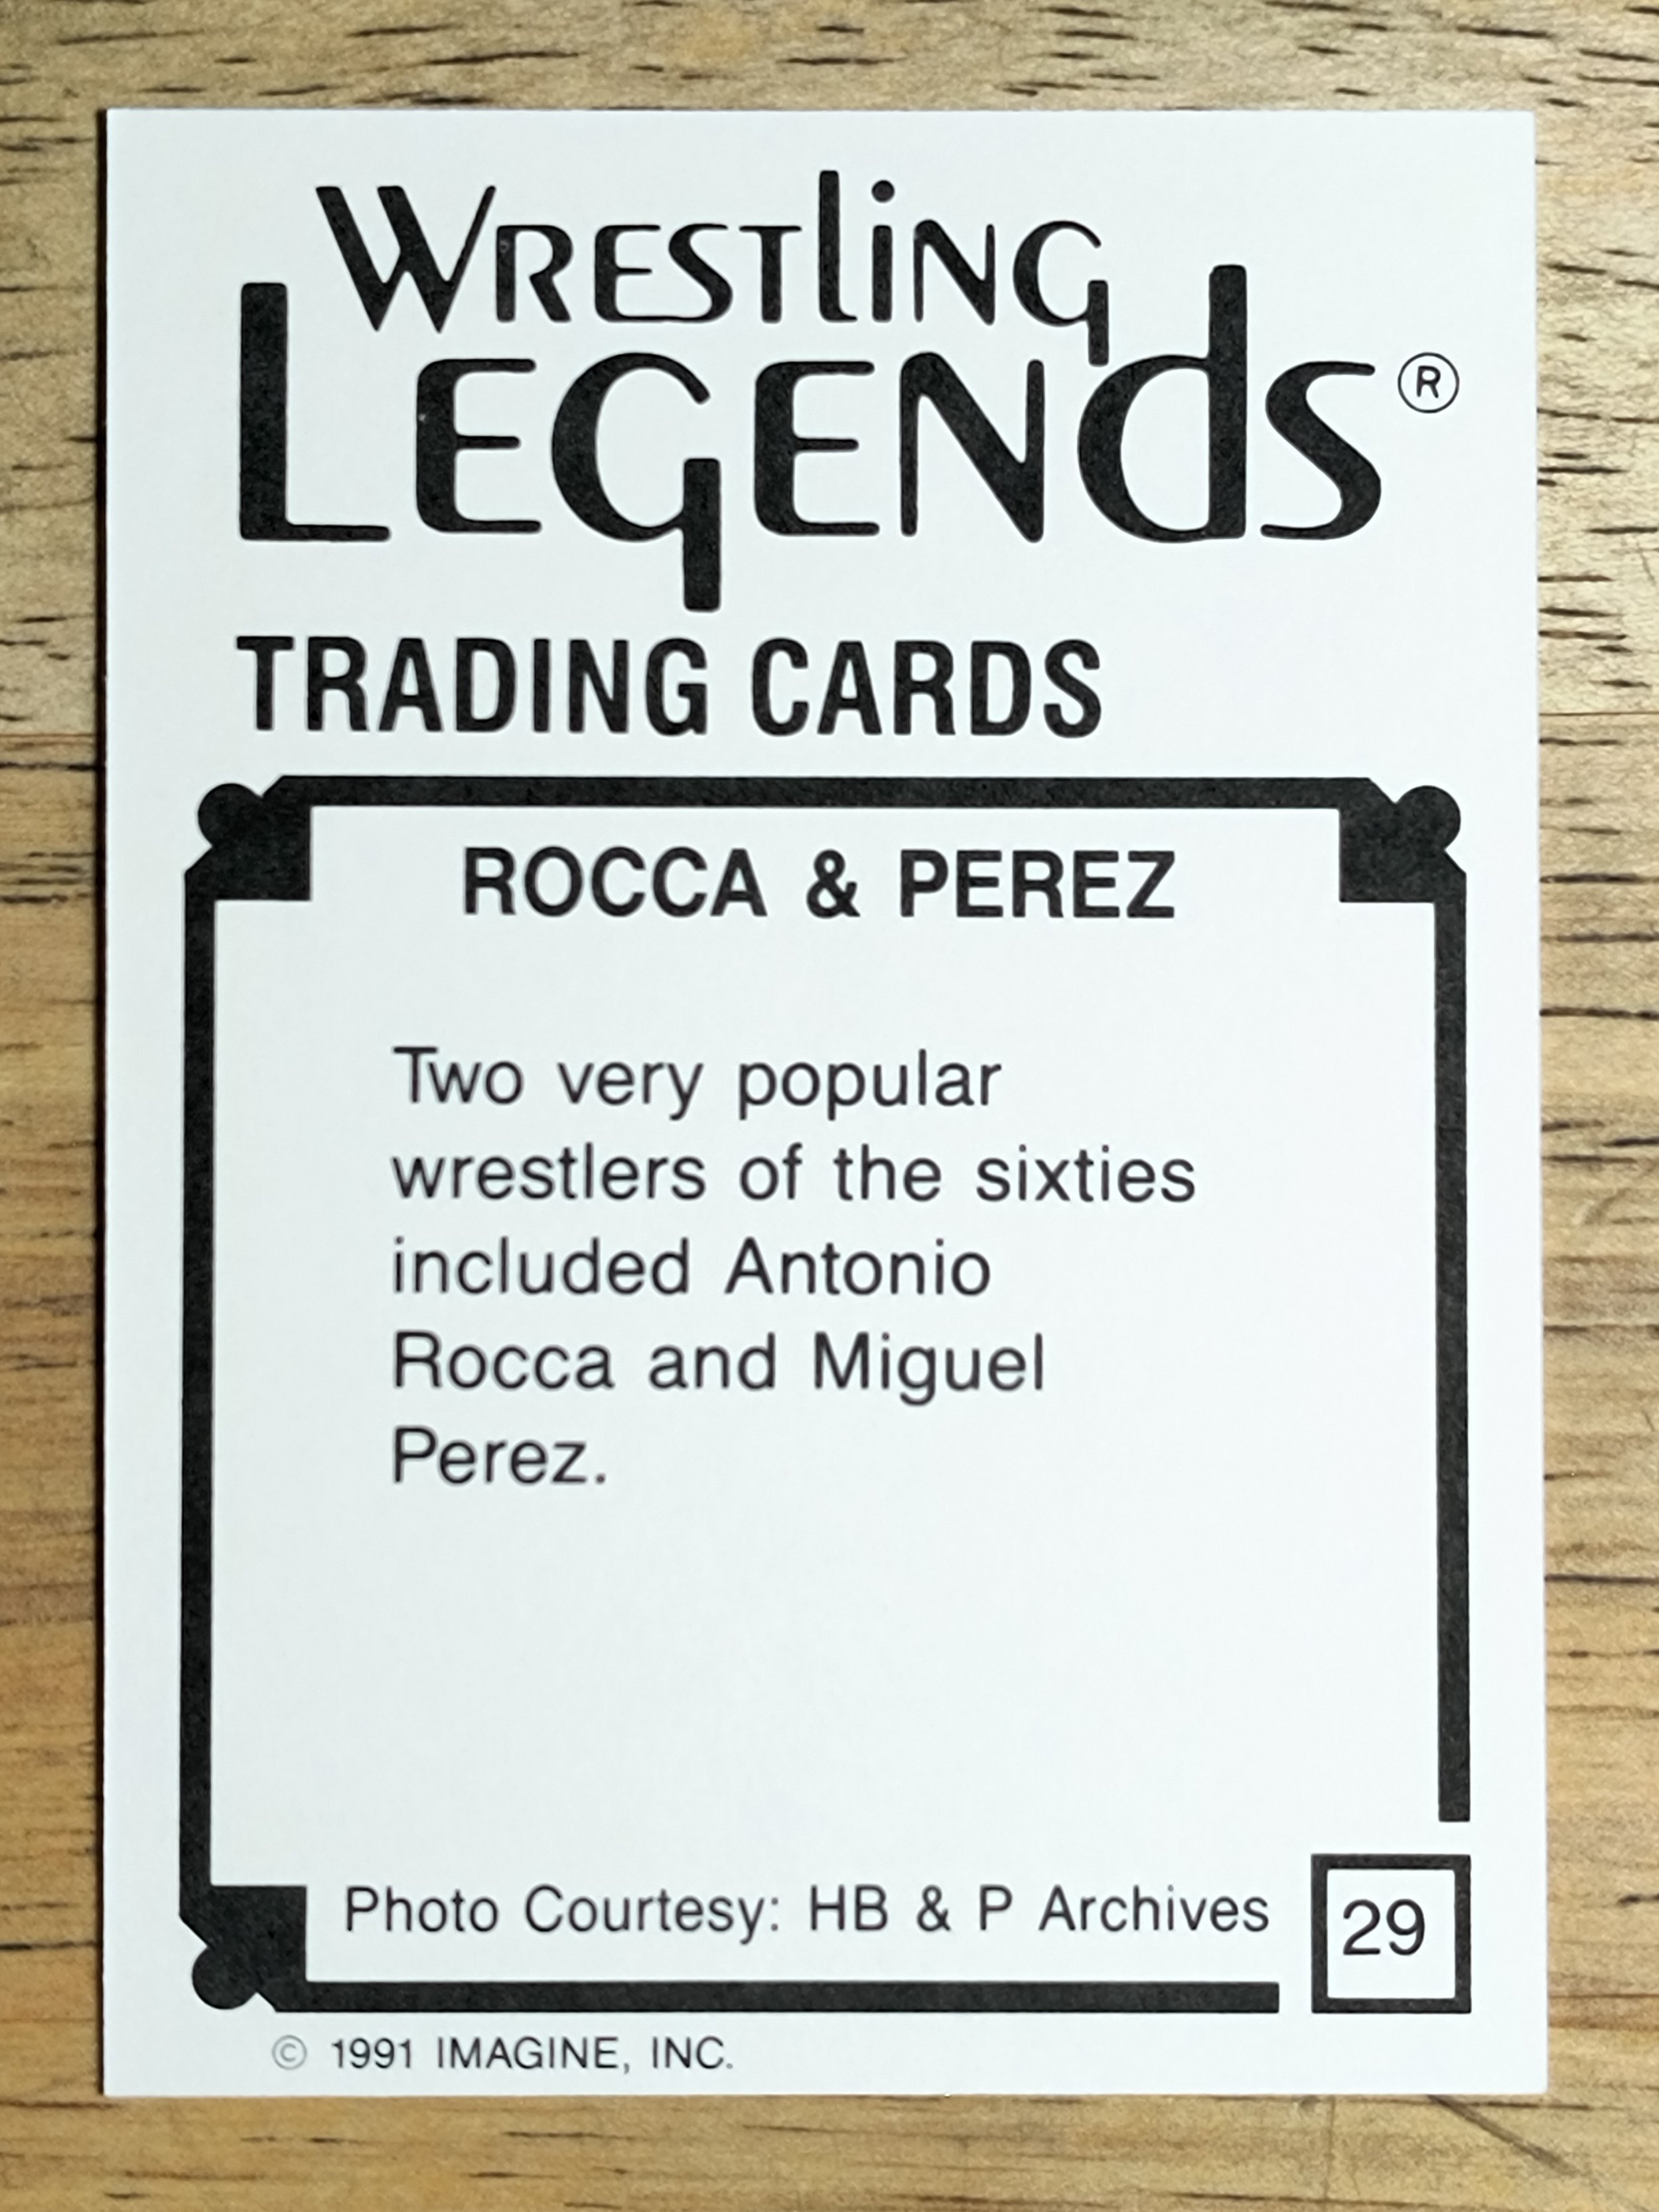 WRESTLING
LEGENDS®
TRADING CARDS
ROCCA & PEREZ
Two very popular
wrestlers of the sixties
included Antonio
Rocca and Miguel
Perez.
Photo Courtesy: HB & P Archives
29
© 1991 IMAGINE, INC.